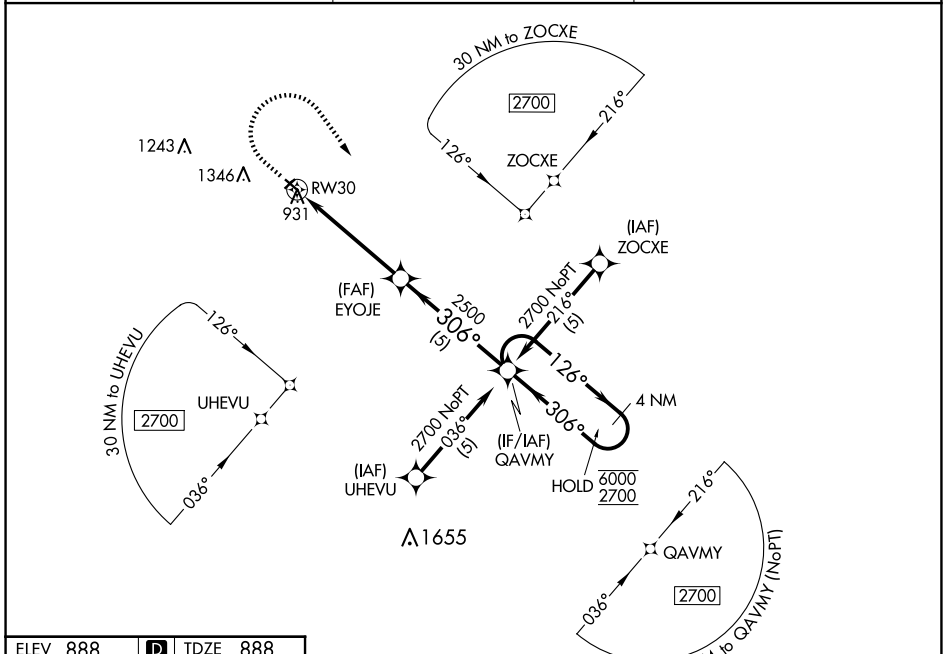 30 NM to ZOCXE
2700
216°
126°
ZOCXE
1243
1346
RW30
931
(IAF)
ZOCXE
(FAF)
EYOJE
2500
306°
(5)
2700 NoPT
216°
(5)
126°
306°
4 NM
30 NM to UHEVU
126°
2700
UHEVU
036°
2700 NoPT
036°
(5)
(IAF)
UHEVU
(IF/IAF)
QAVMY
HOLD
6000
2700
1655
216°
QAVMY
2700
036°
M to QAVMY (NoPT)
ELEV 888 D TDZE 888